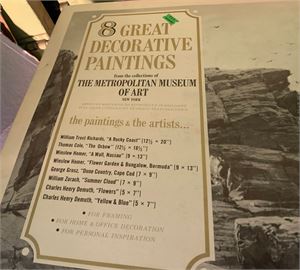 8 GREAT
DECORATIVE
PAINTINGS
from the collections of
THE METROPOLITAN MUSEUM
OF ART
NEW YORK
the paintings & the artists...
William Trost Richards, "A Rocky Coast" (12½ × 20")
Thomas Cole, "The Oxbow"
Winslow Homer, "A Wall, Nassau" (9 × 13")
Winslow Homer, "Flower Garden & Bungalow, Bermuda" (9 × 13")
George Grosz, "Dune Country, Cape Cod (7 × 9")
William Zorach, "Summer Cloud" (7 × 9")
Charles Henry Demuth, "Flowers" (5 × 7")
Charles Henry Demuth, "Yellow & Blue" (5 × 7")
FOR FRAMING
FOR HOME & OFFICE DECORATION
FOR PERSONAL INSPIRATION